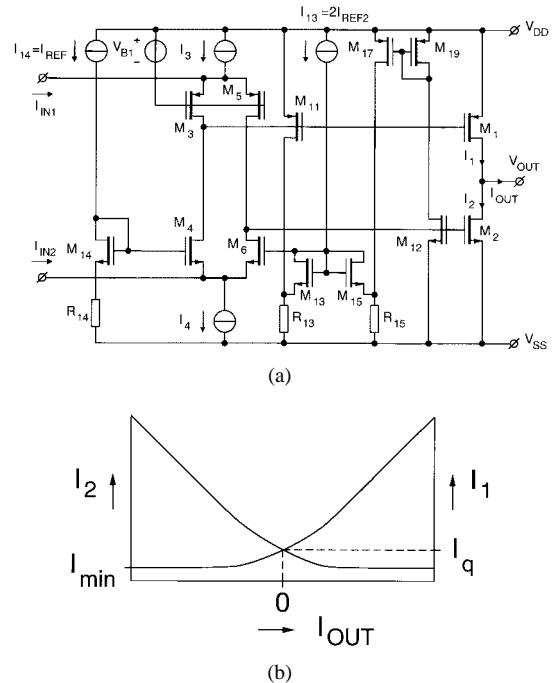 I13=2IREF2
VDD
I14=IREF
VB1
+
–
I3
M17
M19
IIN1
M5
M11
M3
M1
I1
VOUT
IOUT
I2
IIN2
M14
M4
M6
M12
M2
M13
M15
R14
I4
R13
R15
VSS
(a)
I2
I1
Imin
Iq
0
IOUT
(b)